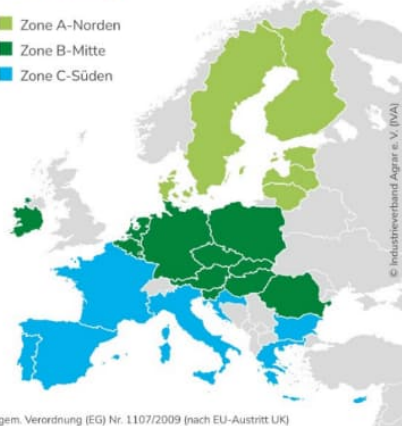 Zone A-Norden
Zone B-Mitte
Zone C-Süden
© Industrieverband Agrar e. V. (IVA)
gem. Verordnung (EG) Nr. 1107/2009 (nach EU-Austritt UK)